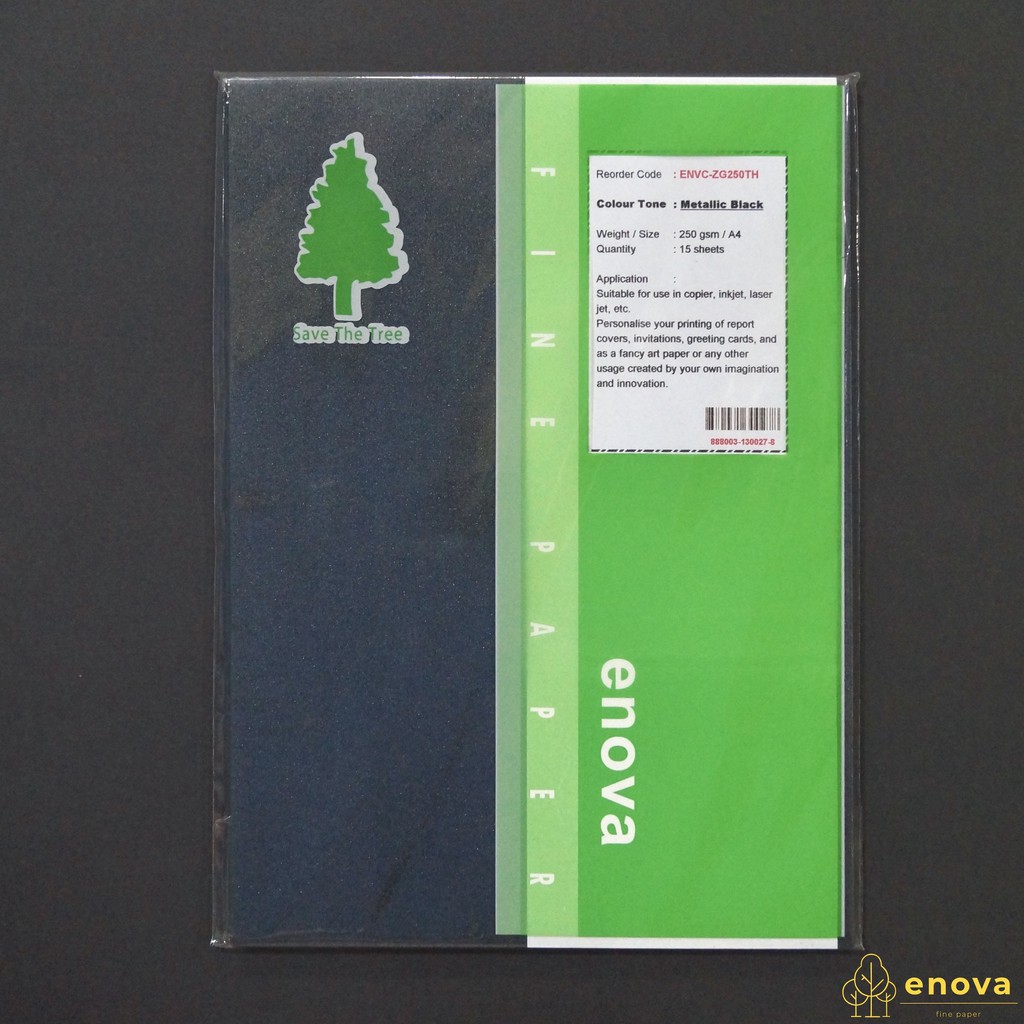 Save The Tree
FINE PAPER
Reorder Code : ENVC-ZG250TH
Colour Tone : Metallic Black
Weight / Size : 250 gsm / A4
Quantity : 15 sheets
Application :
Suitable for use in copier, inkjet, laser
jet, etc.
Personalise your printing of report
covers, invitations, greeting cards, and
as a fancy art paper or any other
usage created by your own imagination
and innovation.
888003-130027-8
enova
enova
fine paper